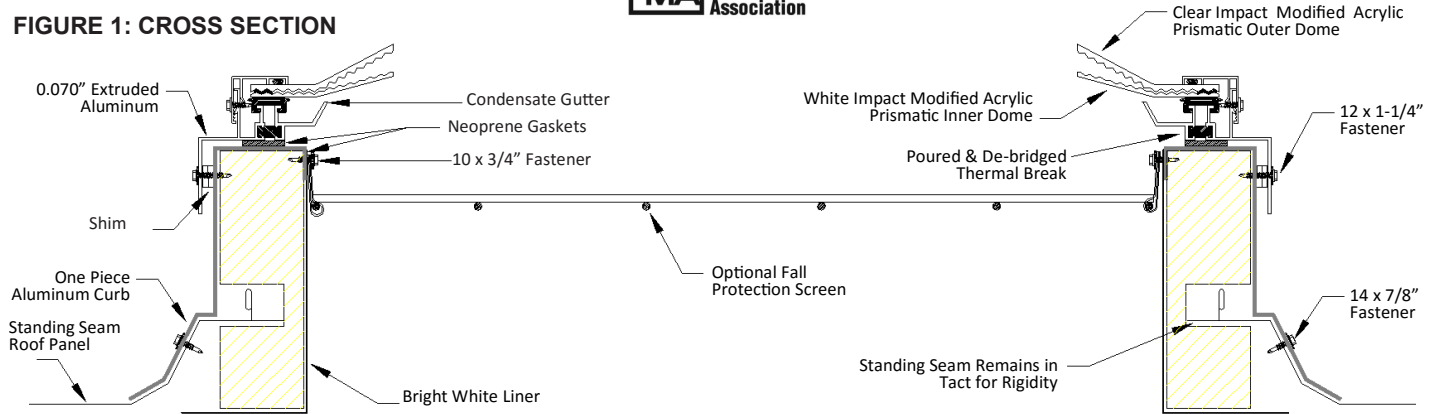 MA
Association
FIGURE 1: CROSS SECTION
0.070” Extruded
Aluminum
Condensate Gutter
Neoprene Gaskets
10 x 3/4” Fastener
Shim
One Piece
Aluminum Curb
Standing Seam
Roof Panel
Bright White Liner
Optional Fall
Protection Screen
Clear Impact Modified Acrylic
Prismatic Outer Dome
White Impact Modified Acrylic
Prismatic Inner Dome
12 x 1-1/4”
Fastener
Poured & De-bridged
Thermal Break
14 x 7/8”
Fastener
Standing Seam Remains in
Tact for Rigidity